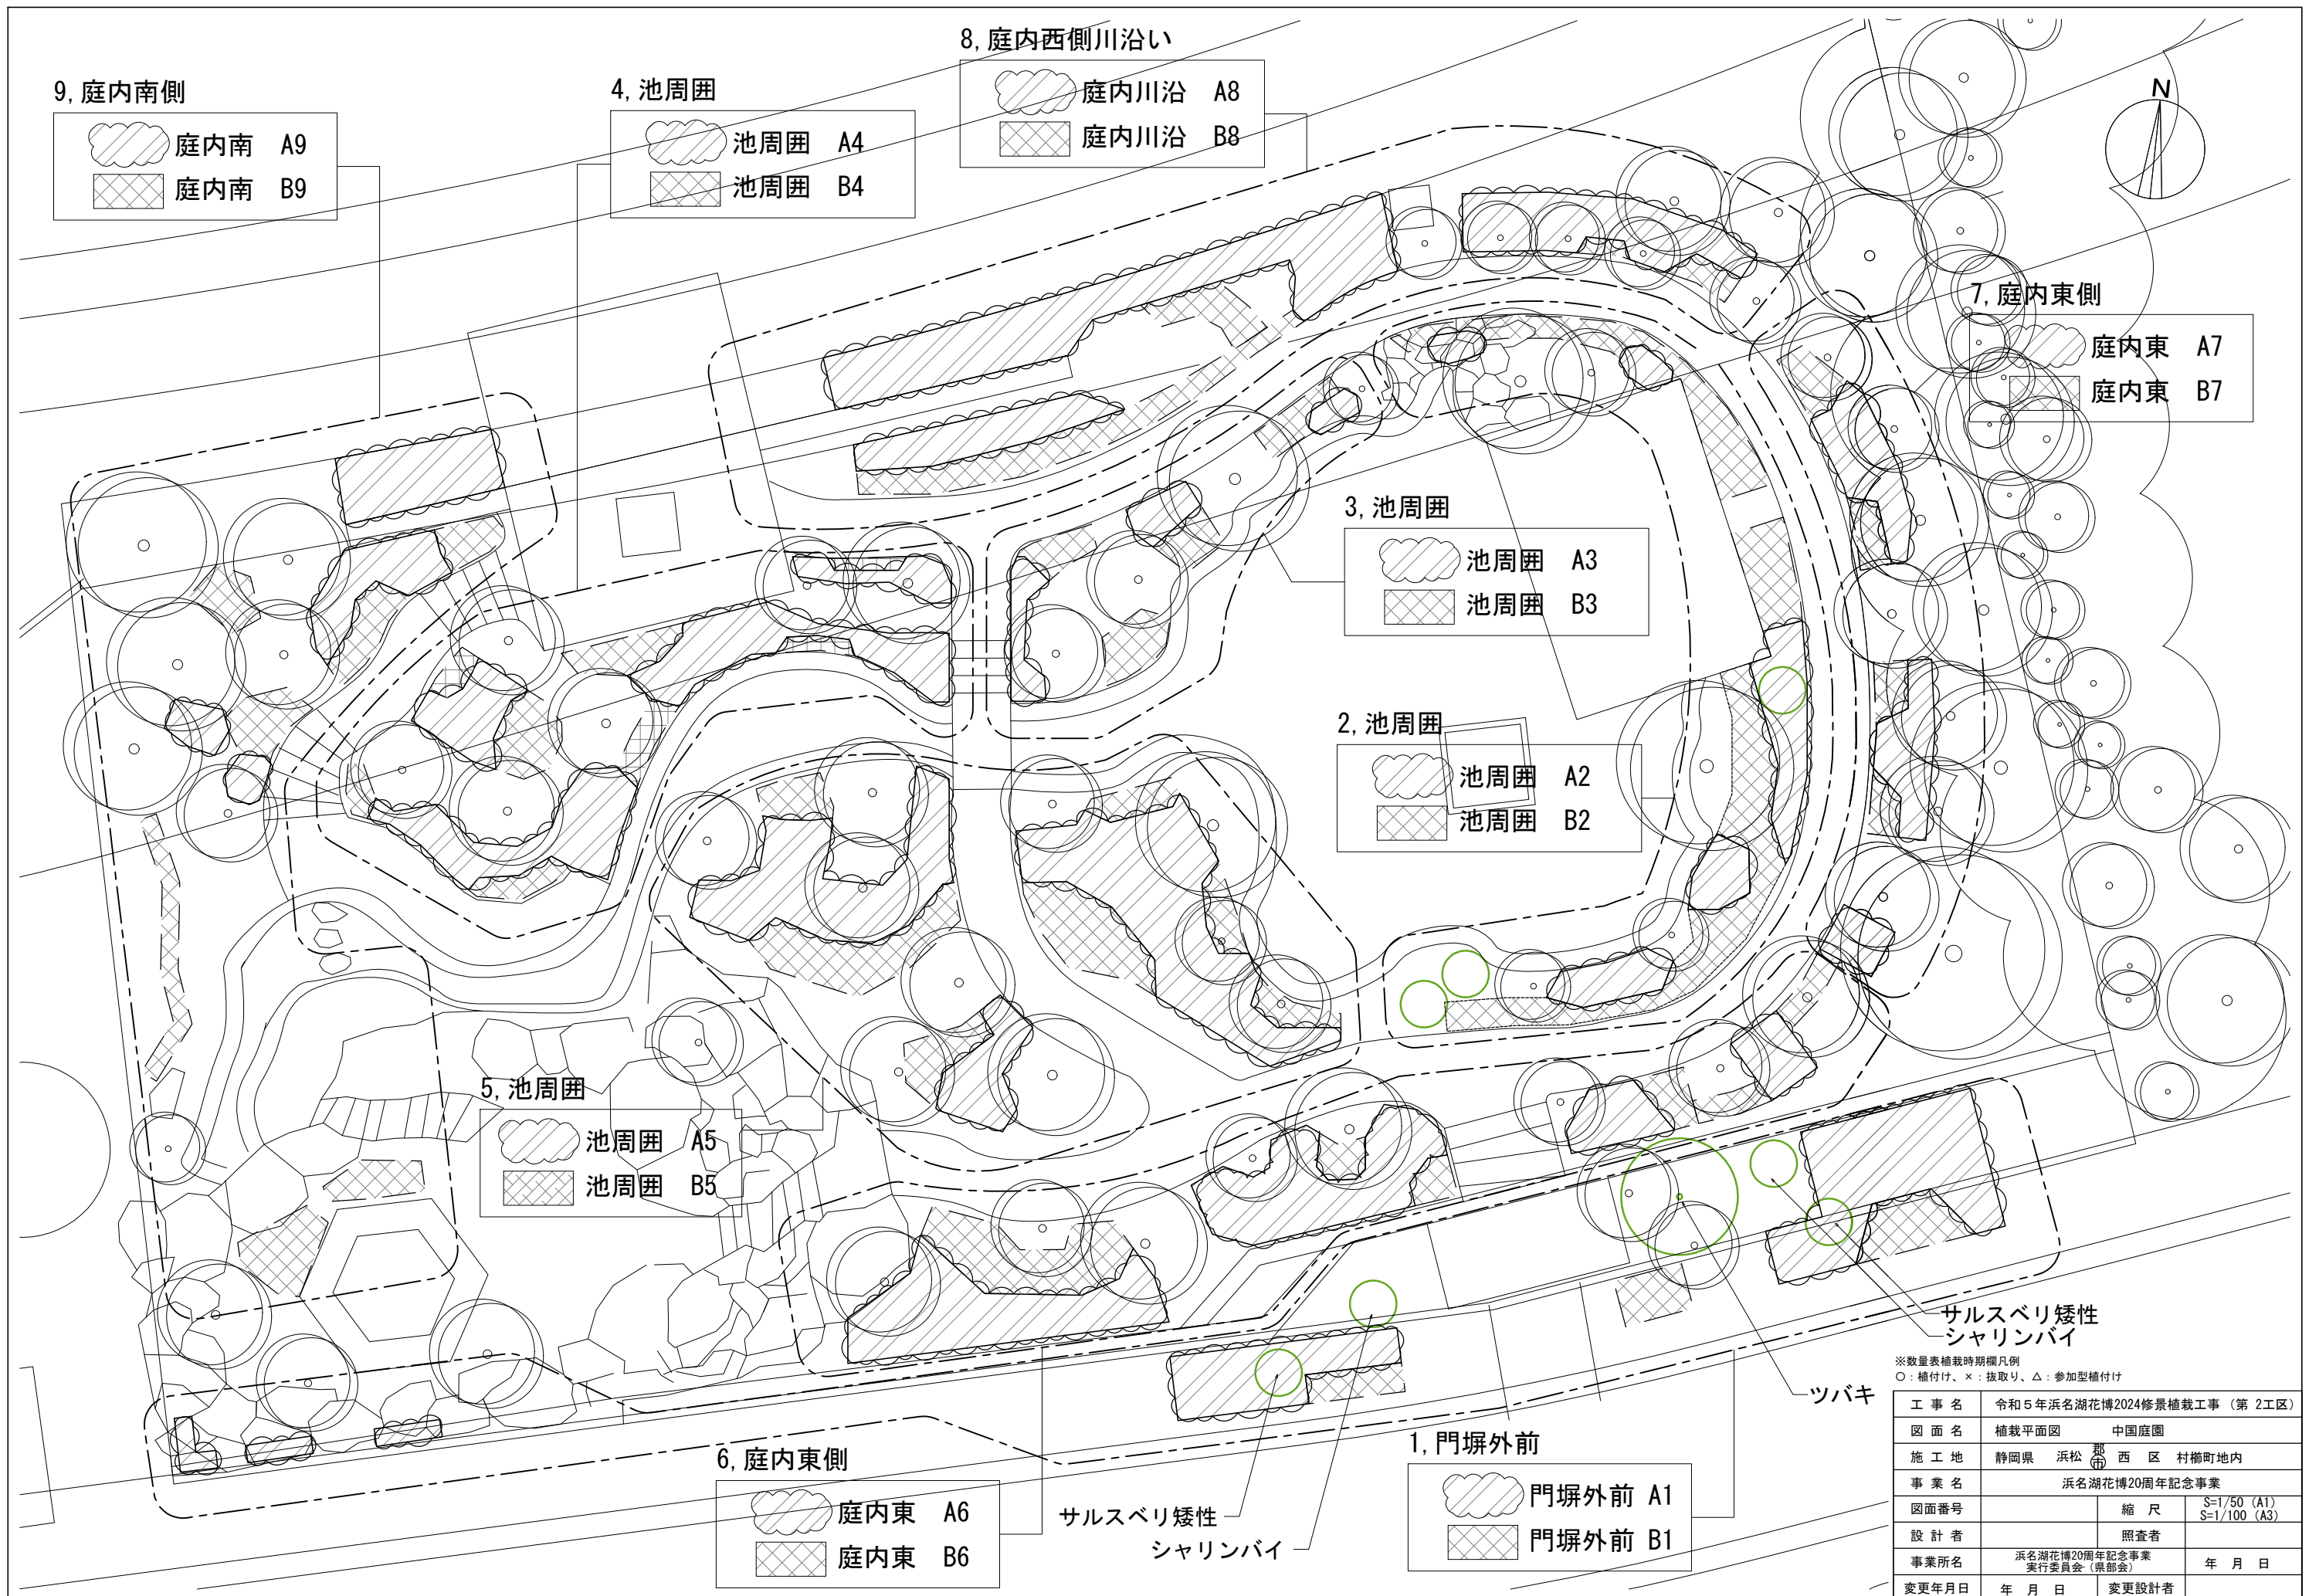 8,庭内西側川沿い
庭内川沿 A8
庭内川沿 B8
9,庭内南側
庭内南 A9
庭内南 B9
4,池周囲
池周囲 A4
池周囲 B4
N
7,庭内東側
庭内東 A7
庭内東 B7
3,池周囲
池周囲 A3
池周囲 B3
2,池周囲
池周囲 A2
池周囲 B2
5,池周囲
池周囲 A5
池周囲 B5
サルスベリ矮性
シャリンバイ
ツバキ
6,庭内東側
庭内東 A6
庭内東 B6
サルスベリ矮性
シャリンバイ
1,門塀外前
門塀外前 A1
門塀外前 B1
※数量表植栽時期欄凡例
○：植付け、×：抜取り、△：参加型植付け
工事名 令和5年浜名湖花博2024修景植栽工事（第 2工区）
図面名 植栽平面図 中国庭園
施工地 静岡県 浜松 郡市 西 区 村櫛町地内
事業名 浜名湖花博20周年記念事業
図面番号 縮尺 S=1/50 (A1)
S=1/100 (A3)
設計者 照査者
事業所名 浜名湖花博20周年記念事業
実行委員会（県部会） 年 月 日
変更年月日 年 月 日 変更設計者